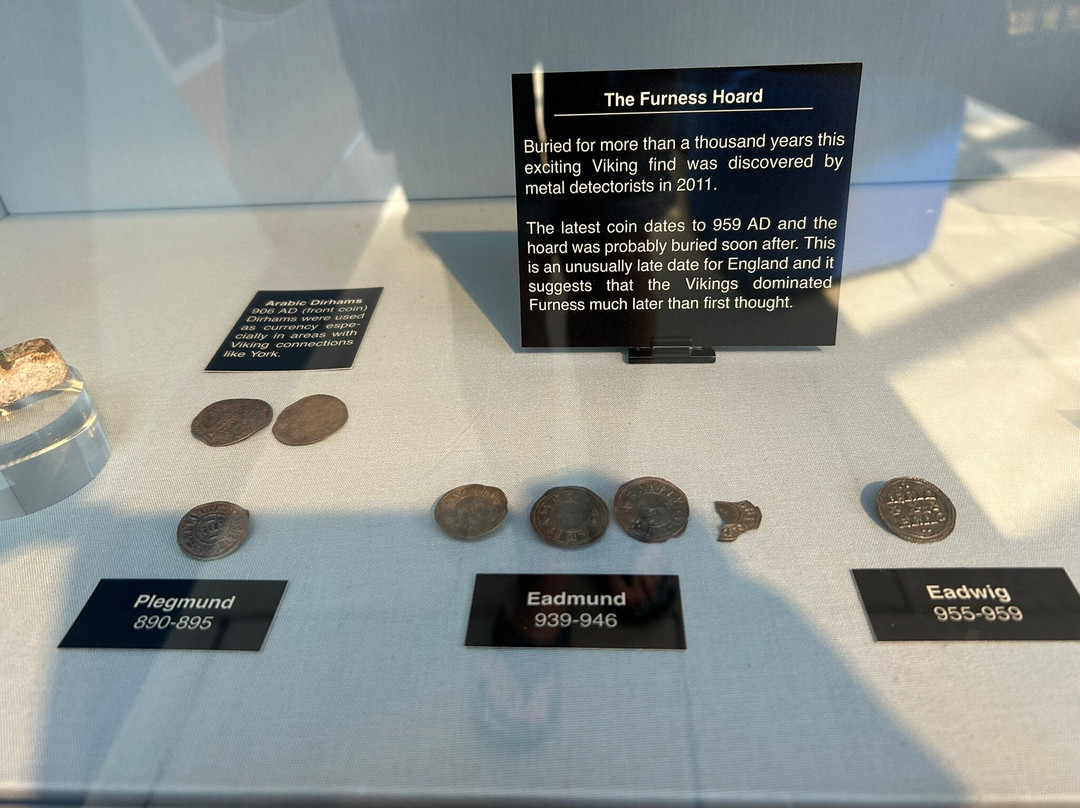 The Furness Hoard
Buried for more than a thousand years this
exciting Viking find was discovered by
metal detectorists in 2011.
The latest coin dates to 959 AD and the
hoard was probably buried soon after. This
is an unusually late date for England and it
suggests that the Vikings dominated
Furness much later than first thought.
Arabic Dirhams
906 AD (front coin)
Dirhams were used
as currency espe-
cially in areas with
Viking connections
like York.
Plegmund
890-895
Eadmund
939-946
Eadwig
955-959